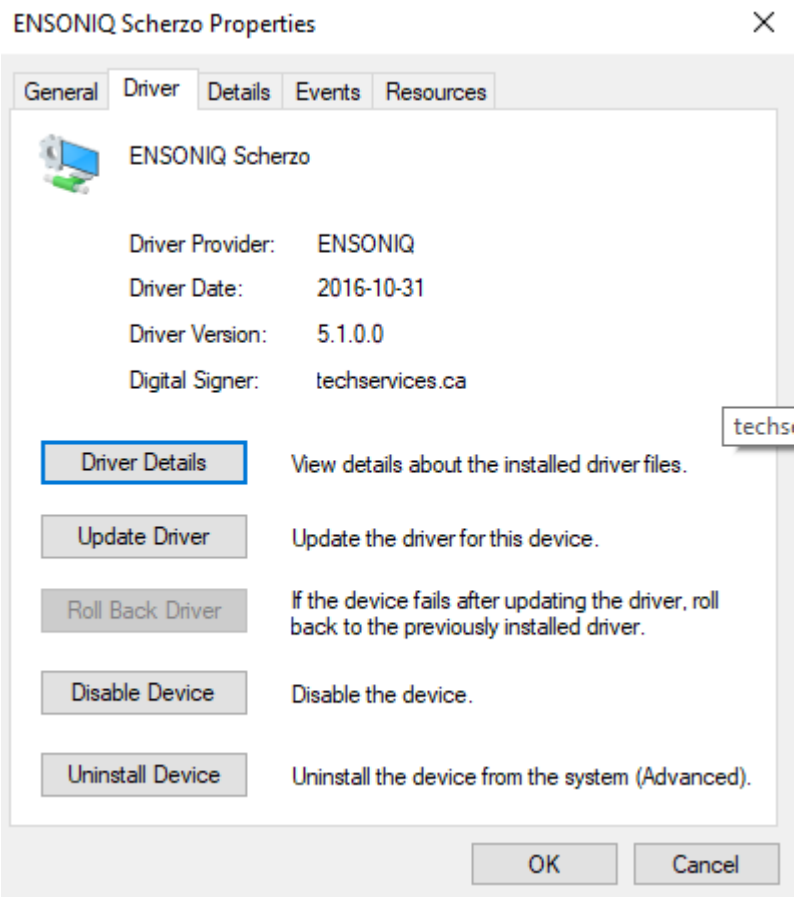 ENSONIQ Scherzo Properties
General Driver Details Events Resources
ENSONIQ Scherzo
Driver Provider: ENSONIQ
Driver Date: 2016-10-31
Driver Version: 5.1.0.0
Digital Signer: techservices.ca
techse
Driver Details View details about the installed driver files.
Update Driver Update the driver for this device.
Roll Back Driver If the device fails after updating the driver, roll
back to the previously installed driver.
Disable Device Disable the device.
Uninstall Device Uninstall the device from the system (Advanced).
OK Cancel